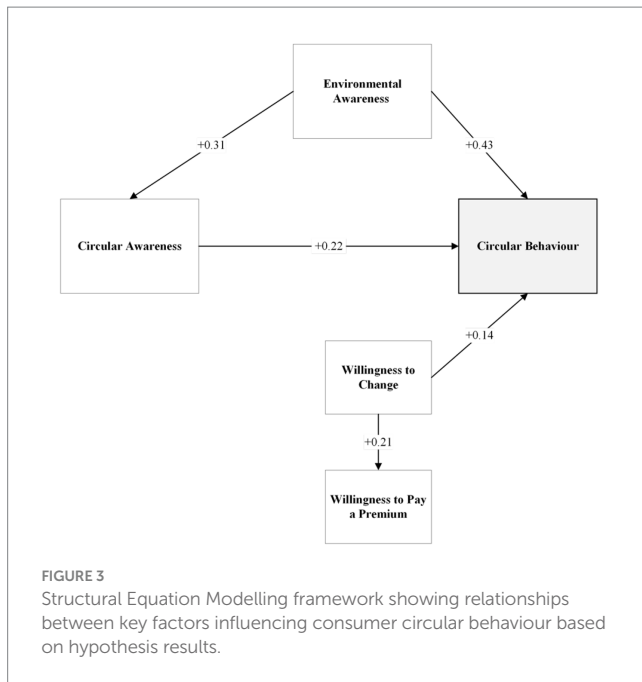 Environmental
Awareness
+0.31
+0.43
Circular Awareness
+0.22
Circular Behaviour
+0.14
Willingness to
Change
+0.21
Willingness to Pay
a Premium
FIGURE 3
Structural Equation Modelling framework showing relationships
between key factors influencing consumer circular behaviour based
on hypothesis results.